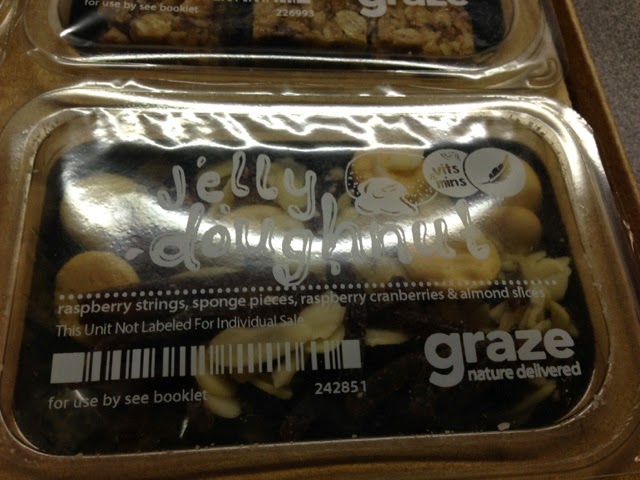 for use by see booklet
226993
graze
jelly
doughnut
vits
mins
raspberry strings, sponge pieces, raspberry cranberries & almond slices
This Unit Not Labeled For Individual Sale
242851
for use by see booklet
graze
nature delivered